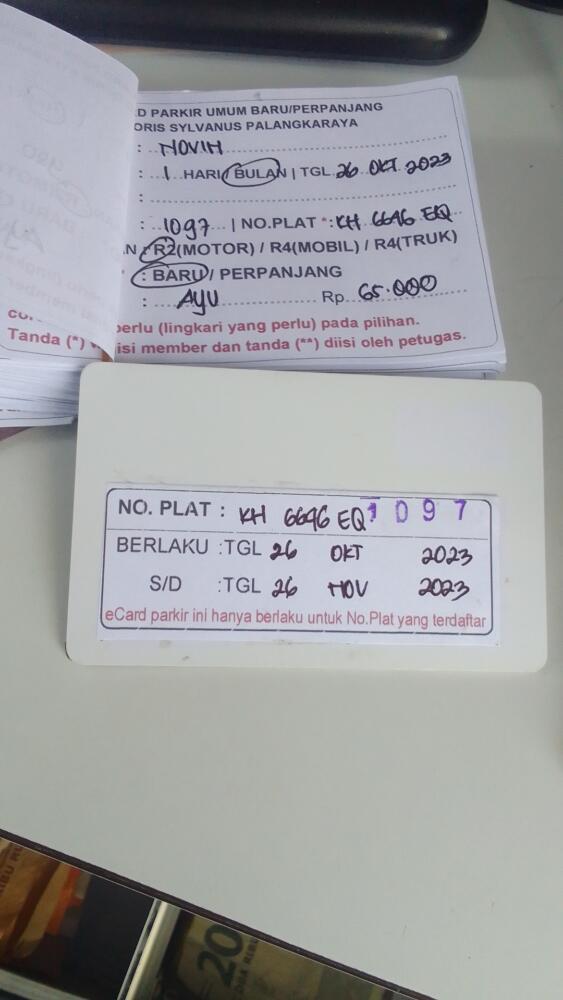 D PARKIR UMUM BARU/PERPANJANG
ORIS SYLVANUS PALANGKARAYA
: NOVIH
: 1 HARI/BULAN | TGL 26 OKT 2023
:
: 1097 | NO.PLAT *: KH 6646 EQ
N : R2(MOTOR) / R4(MOBIL) / R4(TRUK)
* : BARU / PERPANJANG
: AYU Rp. 65.000
perlu (lingkari yang perlu) pada pilihan.
Tanda (*) isi member dan tanda (**) diisi oleh petugas.
NO. PLAT : KH 6646 EQ 1097
BERLAKU :TGL 26 OKT 2023
S/D :TGL 26 NOV 2023
eCard parkir ini hanya berlaku untuk No.Plat yang terdaftar
20